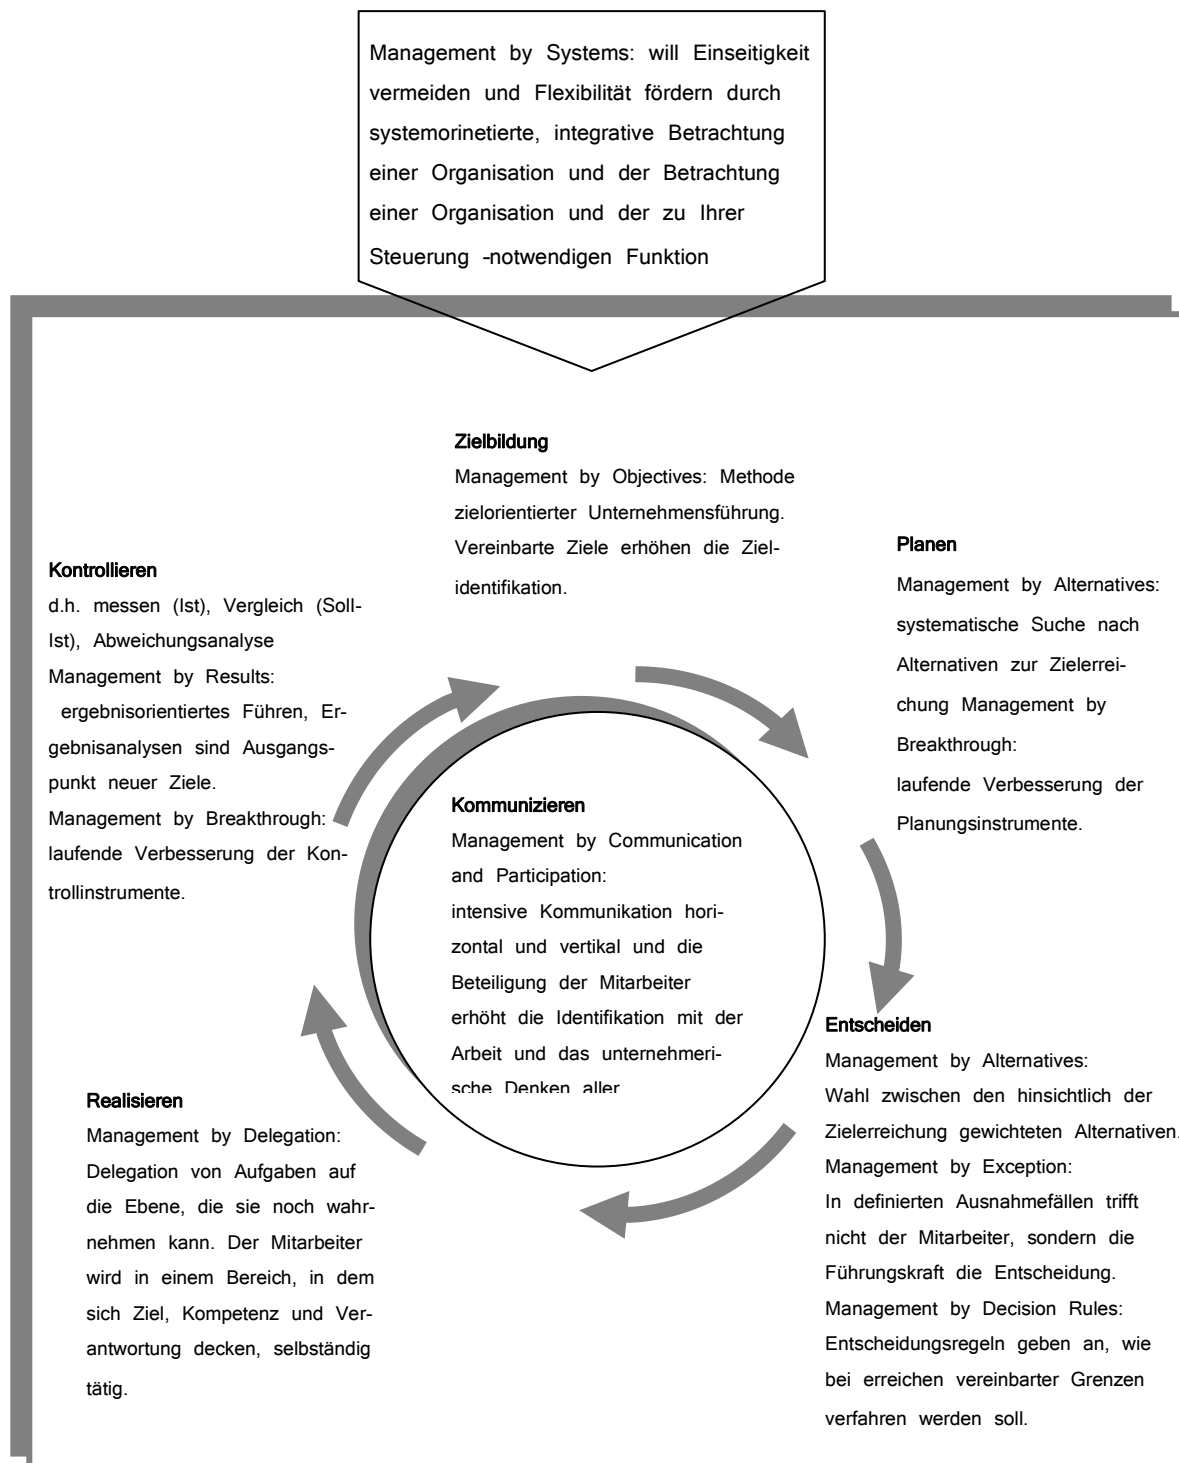 Management by Systems: will Einseitigkeit
vermeiden und Flexibilität fördern durch
systemorinetierte, integrative Betrachtung
einer Organisation und der Betrachtung
einer Organisation und der zu Ihrer
Steuerung -notwendigen Funktion
Zielbildung
Management by Objectives: Methode
zielorientierter Unternehmensführung.
Vereinbarte Ziele erhöhen die Ziel-
identifikation.
Planen
Management by Alternatives:
systematische Suche nach
Alternativen zur Zielerrei-
chung Management by
Breakthrough:
laufende Verbesserung der
Planungsinstrumente.
Kontrollieren
d.h. messen (Ist), Vergleich (Soll-
Ist), Abweichungsanalyse
Management by Results:
ergebnisorientiertes Führen, Er-
gebnisanalysen sind Ausgangs-
punkt neuer Ziele.
Management by Breakthrough:
laufende Verbesserung der Kon-
trollinstrumente.
Kommunizieren
Management by Communication
and Participation:
intensive Kommunikation hori-
zontal und vertikal und die
Beteiligung der Mitarbeiter
erhöht die Identifikation mit der
Arbeit und das unternehmeri-
sche Denken aller
Entscheiden
Management by Alternatives:
Wahl zwischen den hinsichtlich der
Zielerreichung gewichteten Alternativen.
Management by Exception:
In definierten Ausnahmefällen trifft
nicht der Mitarbeiter, sondern die
Führungskraft die Entscheidung.
Management by Decision Rules:
Entscheidungsregeln geben an, wie
bei erreichen vereinbarter Grenzen
verfahren werden soll.
Realisieren
Management by Delegation:
Delegation von Aufgaben auf
die Ebene, die sie noch wahr-
nehmen kann. Der Mitarbeiter
wird in einem Bereich, in dem
sich Ziel, Kompetenz und Ver-
antwortung decken, selbständig
tätig.